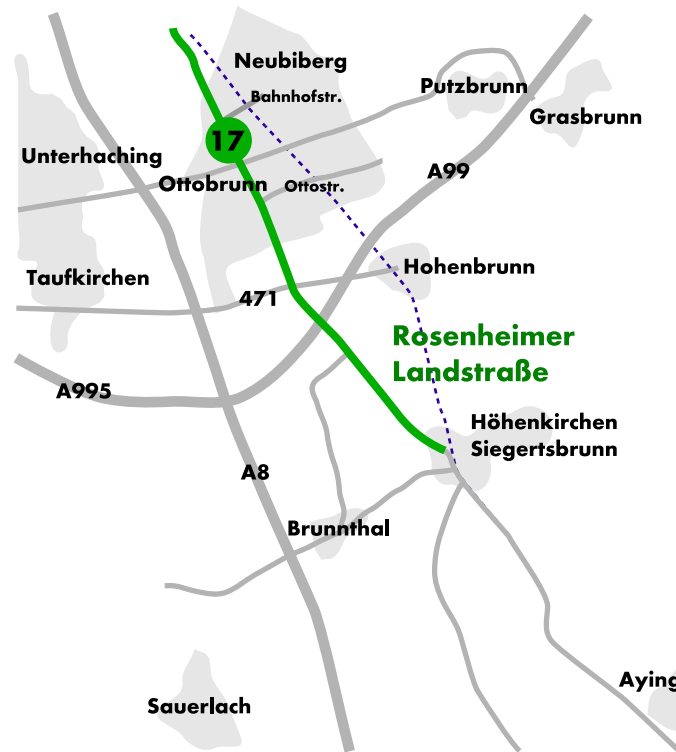 Neubiberg
Putzbrunn
Bahnhofstr.
Grasbrunn
17
Unterhaching
Ottobrunn
Ottostr.
A99
Hohenbrunn
Taufkirchen
471
Rosenheimer
Landstraße
A995
Höhenkirchen
Siegertsbrunn
A8
Brunnthal
Aying
Sauerlach